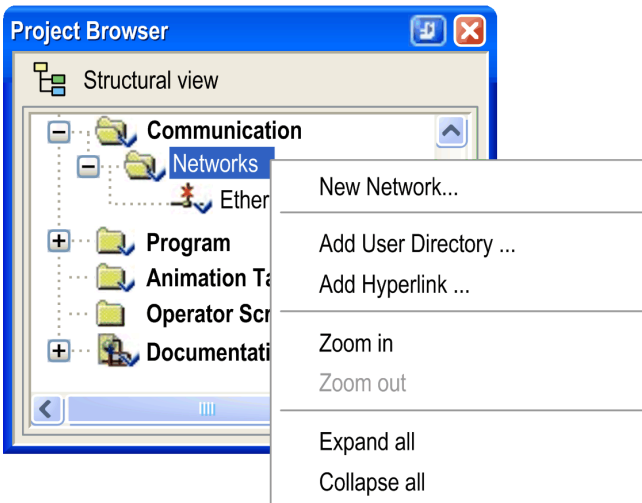 Project Browser
Structural view
Communication
Networks
Ether
Program
Animation Ta
Operator Scr
Documentati
New Network...
Add User Directory ...
Add Hyperlink ...
Zoom in
Zoom out
Expand all
Collapse all